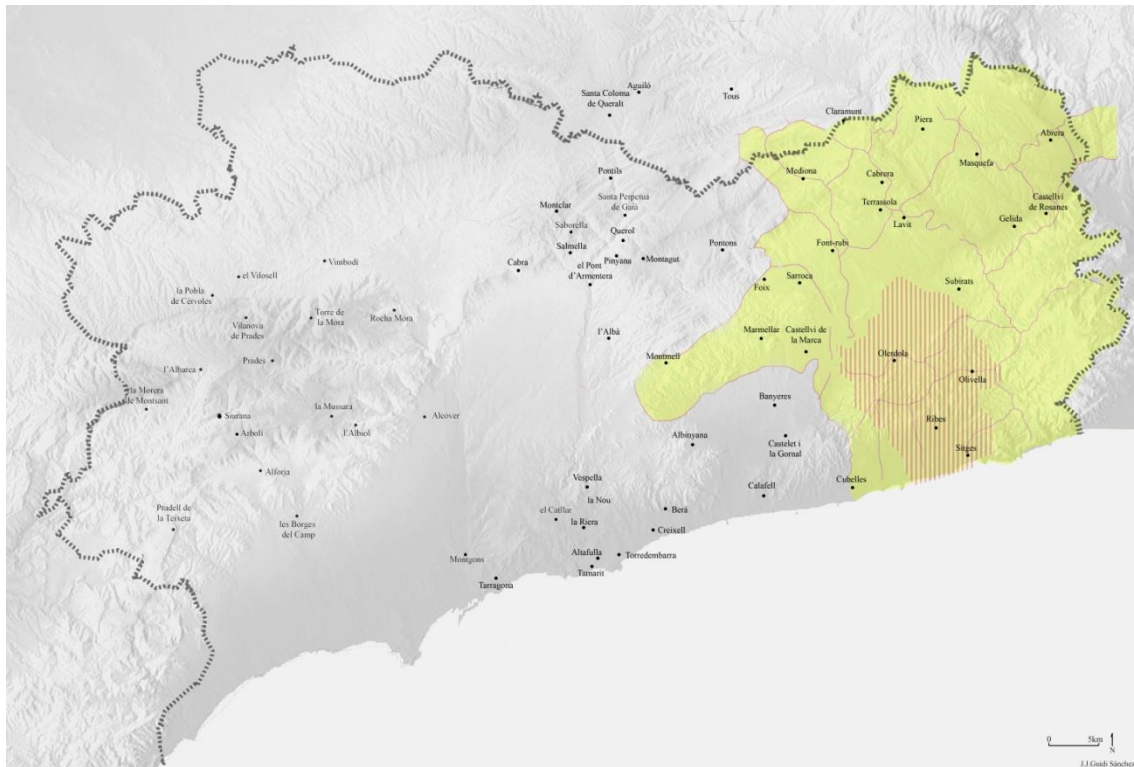 Aguiló
Santa Coloma
de Queralt
Tous
Claramunt
Piera
Abrera
Masquefa
Pontils
Mediona
Cabrera
Santa Perpetua
de Gaià
Montclar
Terrassola
Lavit
Castellví
de Rosanes
Gelida
Saborella
Querol
Salmella
Pinyana
Montagut
Pontons
Font-rubí
Cabra
el Pont
d'Armentera
Vimbodí
el Vilosell
Foix
Sarroca
Subirats
la Pobla
de Cérvoles
Vilanova
de Prades
Torre de
la Móra
Rocha Mora
l'Albà
Marmellar
Castellví de
la Marca
Prades
l'Albarca
Montmell
Olerdola
Olivella
la Morera
de Montsant
Siurana
la Mussara
Alcover
Banyeres
Arbolí
l'Albiol
Albinyana
Castelet i
la Gornal
Ribes
Sitges
Alforja
Vespella
la Nou
Calafell
Cubelles
Pradell de
la Teixeta
les Borges
del Camp
el Catllar
la Riera
Berà
Creixell
Montgons
Altafulla
Torredembarra
Tamarit
Tarragona
0 5km N
J.J.Guidi Sánchez